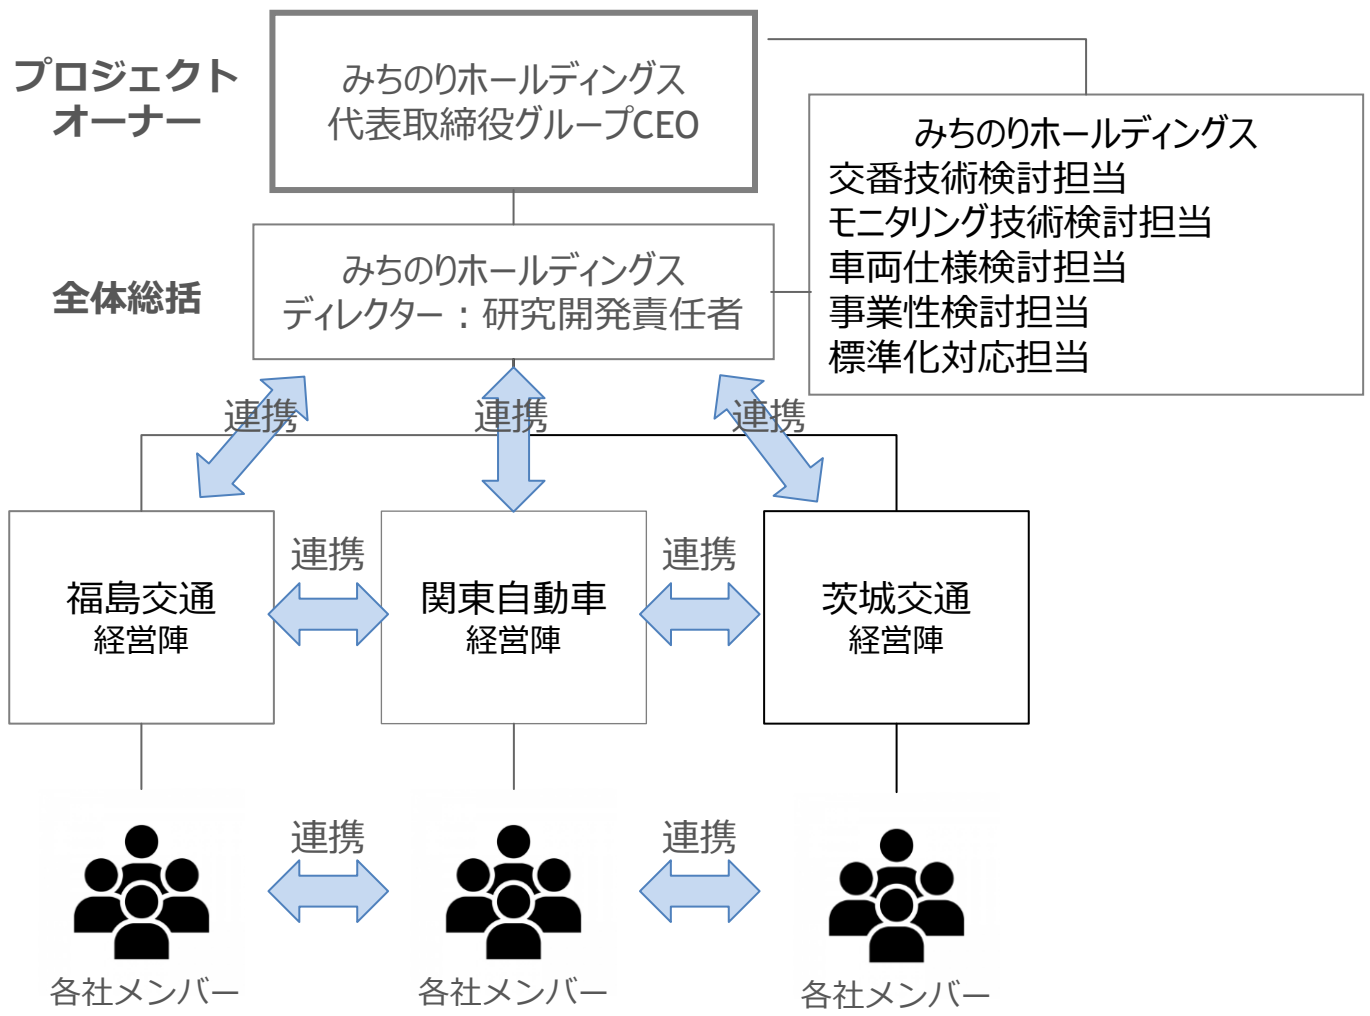 プロジェクト
オーナー
みちのりホールディングス
代表取締役グループCEO
みちのりホールディングス
交番技術検討担当
モニタリング技術検討担当
車両仕様検討担当
事業性検討担当
標準化対応担当
全体総括
みちのりホールディングス
ディレクター：研究開発責任者
連携
連携
連携
連携
連携
福島交通
経営陣
関東自動車
経営陣
茨城交通
経営陣
連携
連携
各社メンバー
各社メンバー
各社メンバー